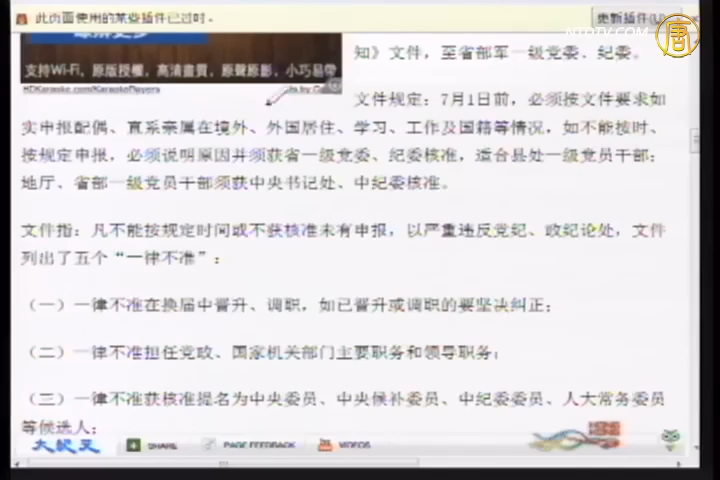 此页面使用的某些插件已过时。
更新插件(U)...
NTDTV.COM
唐
支持Wi-Fi，原版授權，高清畫質，原聲原影，小巧易帶
HDKaraoke.com/KaraokePlayers
知》文件，至省部军一级党委、纪委。
文件规定：7月1日前，必须按文件要求如
实申报配偶、直系亲属在境外、外国居住、学习、工作及国籍等情况，如不能按时、
按规定申报，必须说明原因并须获省一级党委、纪委核准，适合县处一级党员干部；
地厅、省部一级党员干部须获中央书记处、中纪委核准。
文件指：凡不能按规定时间或不获核准未有申报，以严重违反党纪、政纪论处，文件
列出了五个“一律不准”：
（一）一律不准在换届中晋升、调职，如已晋升或调职的要坚决纠正；
（二）一律不准担任党政、国家机关部门主要职务和领导职务；
（三）一律不准获核准提名为中央委员、中央候补委员、中纪委委员、人大常务委员
等候选人；
大紀元
SHARE
PAGE FEEDBACK
VIDEOS